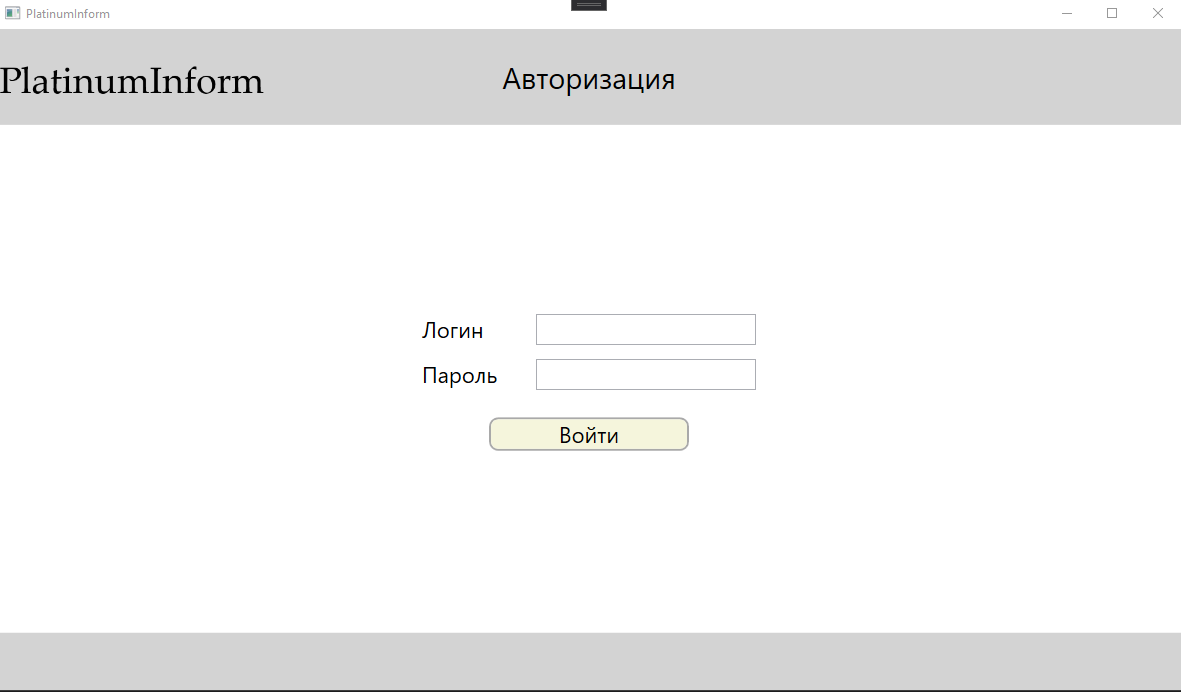 PlatinumInform
PlatinumInform
Авторизация
Логин
Пароль
Войти